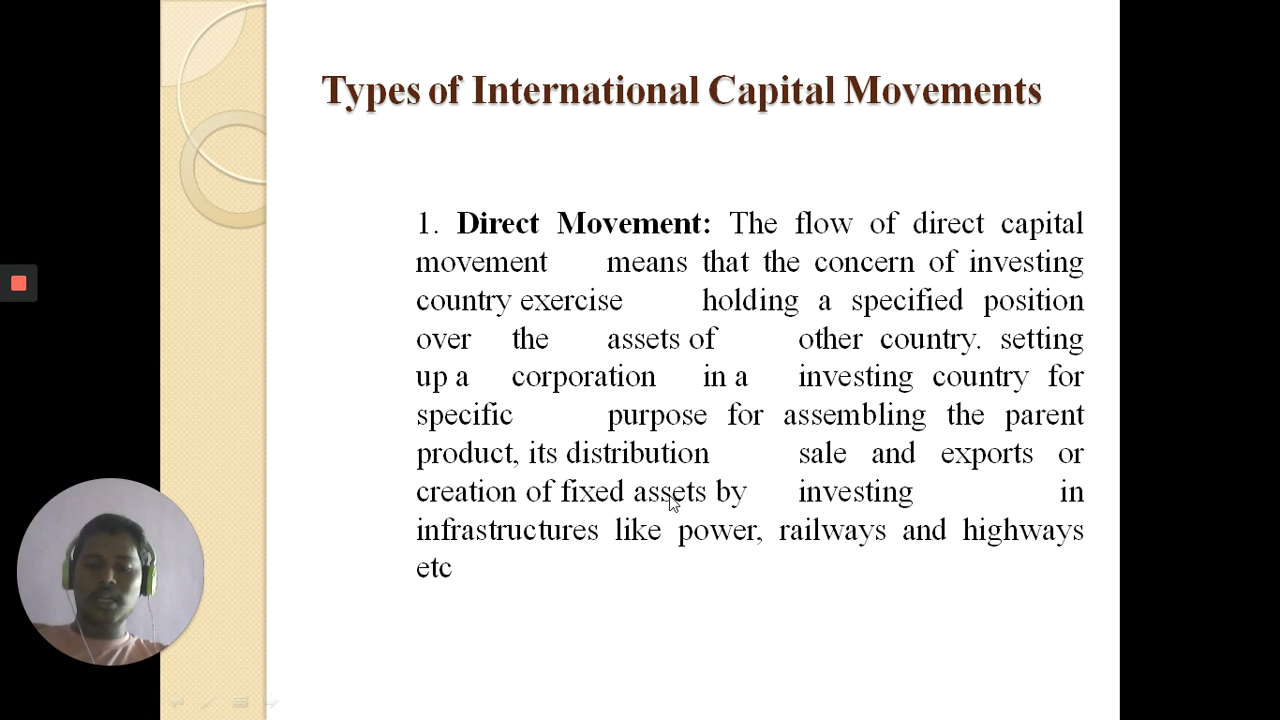 Types of International Capital Movements
1. Direct Movement: The flow of direct capital
movement means that the concern of investing
country exercise holding a specified position
over the assets of other country. setting
up a corporation in a investing country for
specific purpose for assembling the parent
product, its distribution sale and exports or
creation of fixed assets by investing in
infrastructures like power, railways and highways
etc